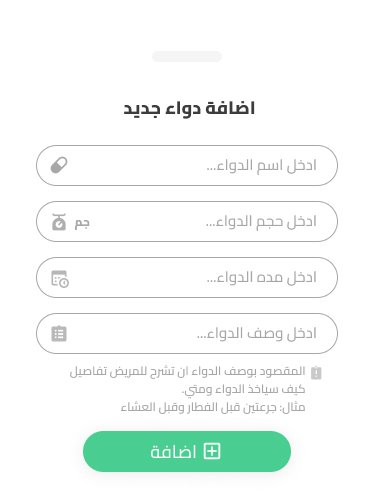 اضافة دواء جديد
ادخل اسم الدواء...
ادخل حجم الدواء...
جم
ادخل مده الدواء...
ادخل وصف الدواء...
المقصود بوصف الدواء ان تشرح للمريض تفاصيل
كيف سياخذ الدواء ومتي.
مثال: جرعتين قبل الفطار وقبل العشاء
اضافة